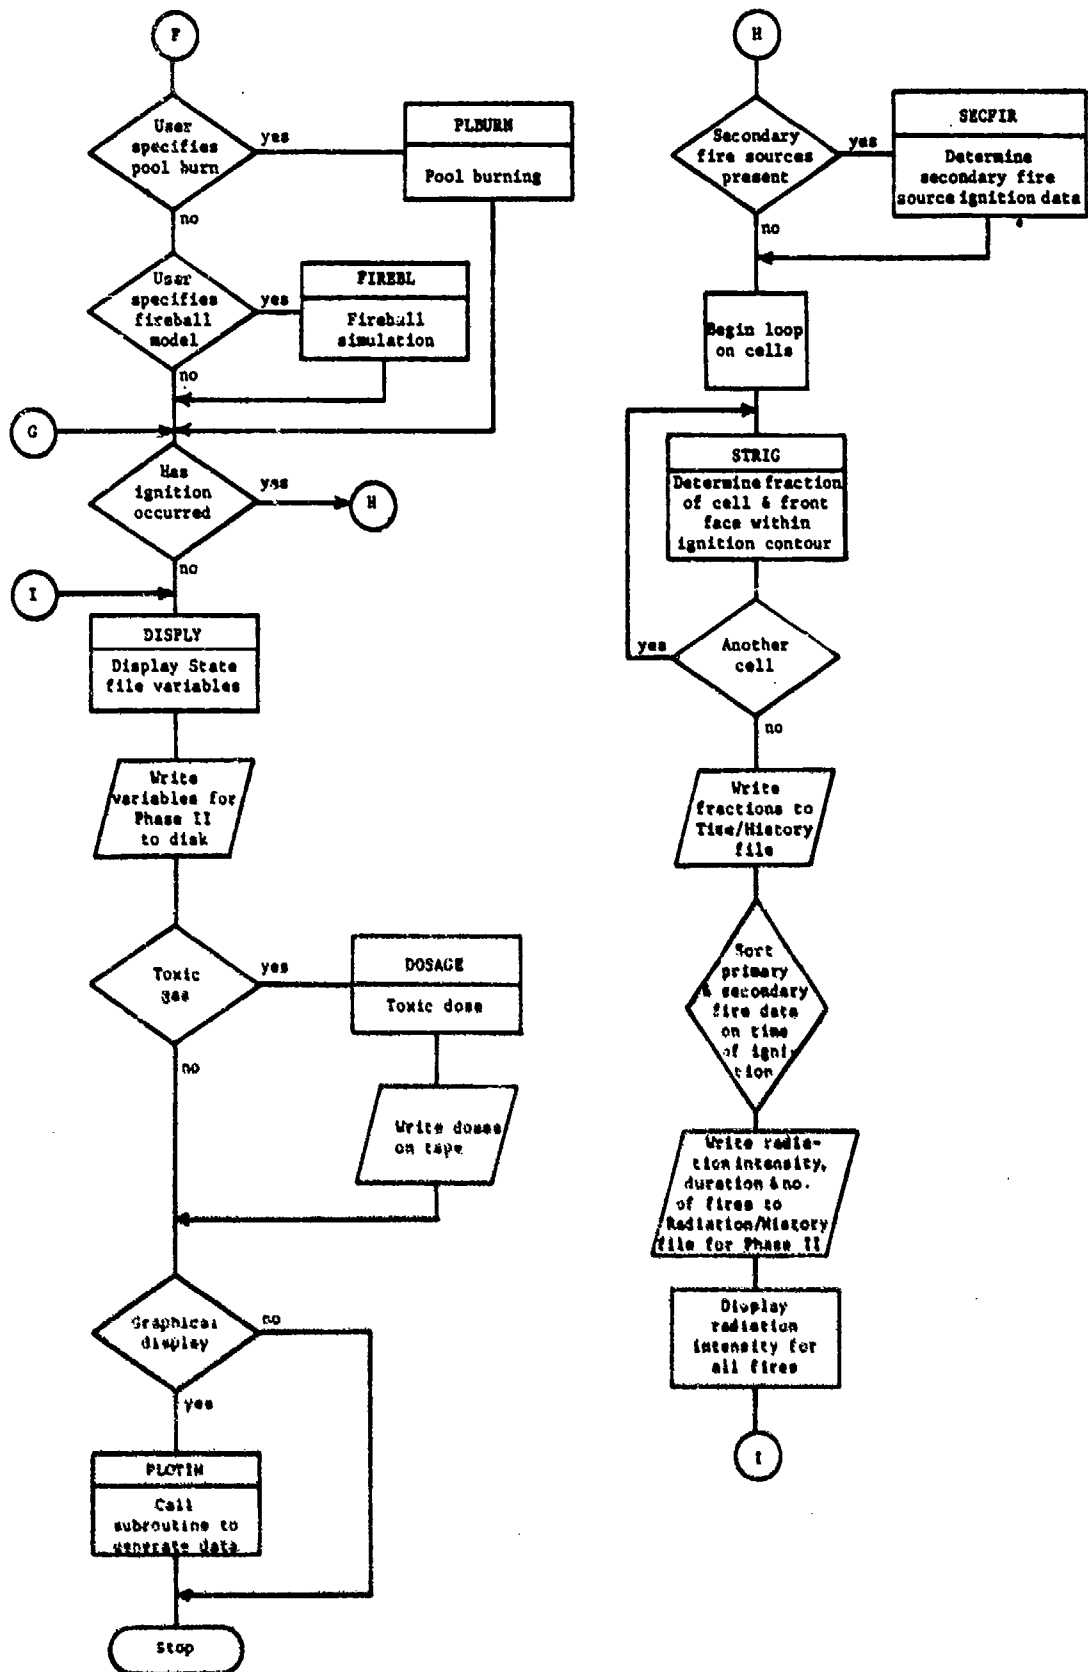 F
User
specifies
pool burn
yes
PLBURN
Pool burning
no
User
specifies
fireball
model
yes
FIREBL
Fireball
simulation
no
G
Has
ignition
occurred
yes
H
no
I
DISPLY
Display State
file variables
Write
variables for
Phase II
to disk
Toxic
gas
yes
DOSAGE
Toxic dose
no
Write doses
on tape
Graphical
display
no
yes
PLOTIN
Call
subroutine to
generate data
Stop
H
Secondary
fire sources
present
yes
SECFIR
Determine
secondary fire
source ignition data
no
Begin loop
on cells
STRIG
Determine fraction
of cell & front
face within
ignition contour
yes
Another
cell
no
Write
fractions to
Time/History
file
Sort
primary
& secondary
fire data
on time
of igni-
tion
Write radia-
tion intensity,
duration & no.
of fires to
Radiation/History
file for Phase II
Display
radiation
intensity for
all fires
I